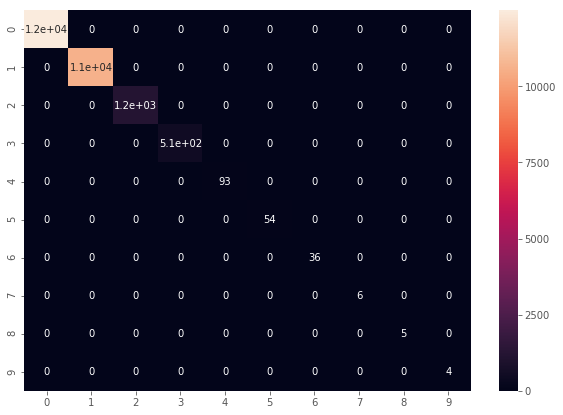 0 1.2e+04 0 0 0 0 0 0 0 0 0
1 0 1.1e+04 0 0 0 0 0 0 0 0
2 0 0 1.2e+03 0 0 0 0 0 0 0
3 0 0 0 5.1e+02 0 0 0 0 0 0
4 0 0 0 0 93 0 0 0 0 0
5 0 0 0 0 0 54 0 0 0 0
6 0 0 0 0 0 0 36 0 0 0
7 0 0 0 0 0 0 0 6 0 0
8 0 0 0 0 0 0 0 0 5 0
9 0 0 0 0 0 0 0 0 0 4
0 1 2 3 4 5 6 7 8 9
10000
7500
5000
2500
0